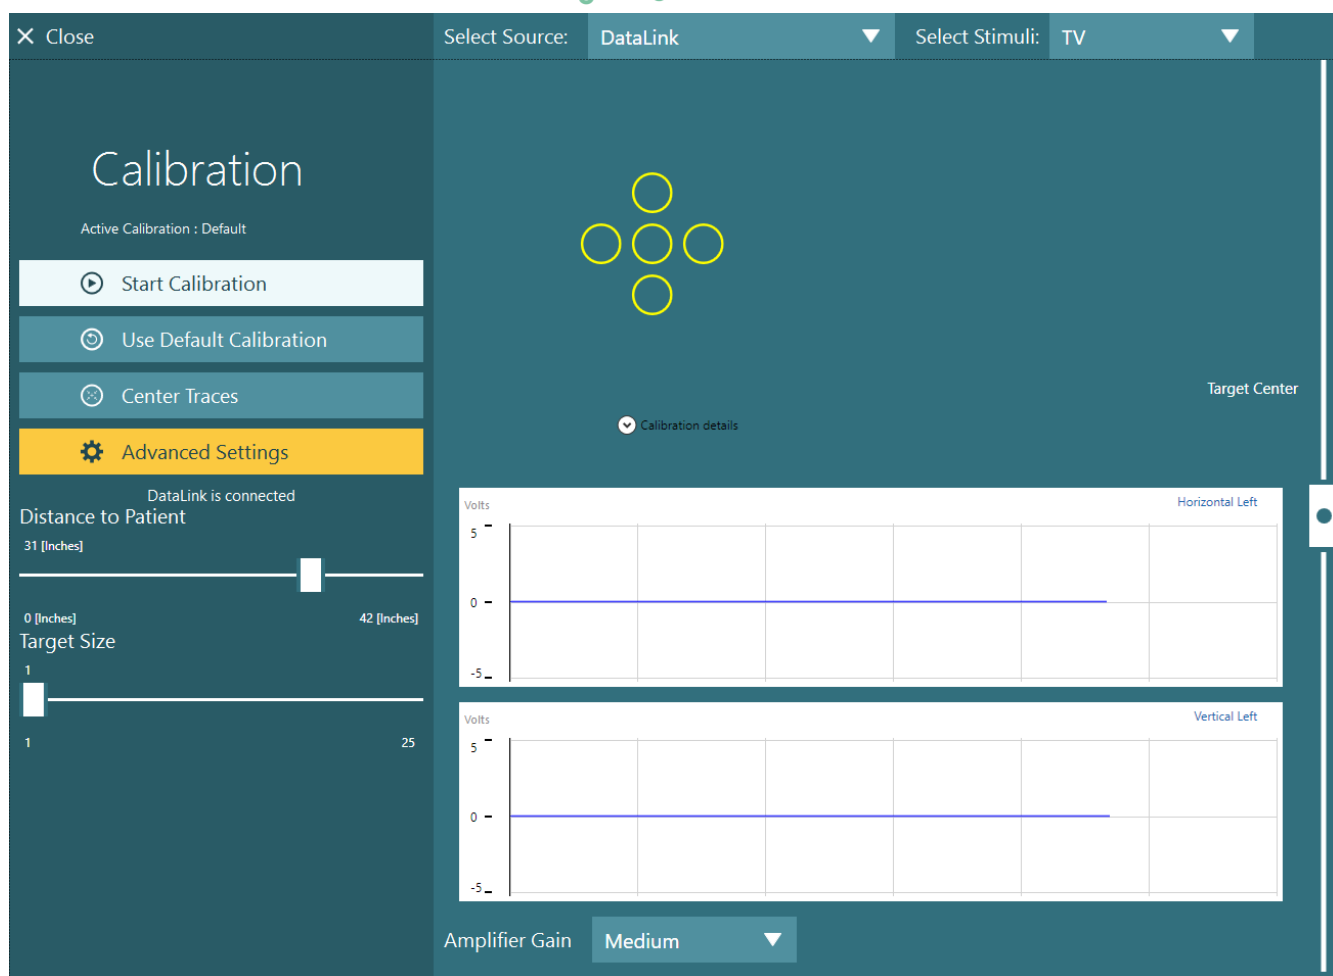 Close
Select Source: DataLink Select Stimuli: TV
Calibration
Active Calibration : Default
Start Calibration
Use Default Calibration
Center Traces
Advanced Settings
DataLink is connected
Distance to Patient
31 [Inches]
0 [Inches] 42 [Inches]
Target Size
1
1 25
Target Center
Calibration details
Volts Horizontal Left
5
0
-5
Volts Vertical Left
5
0
-5
Amplifier Gain Medium